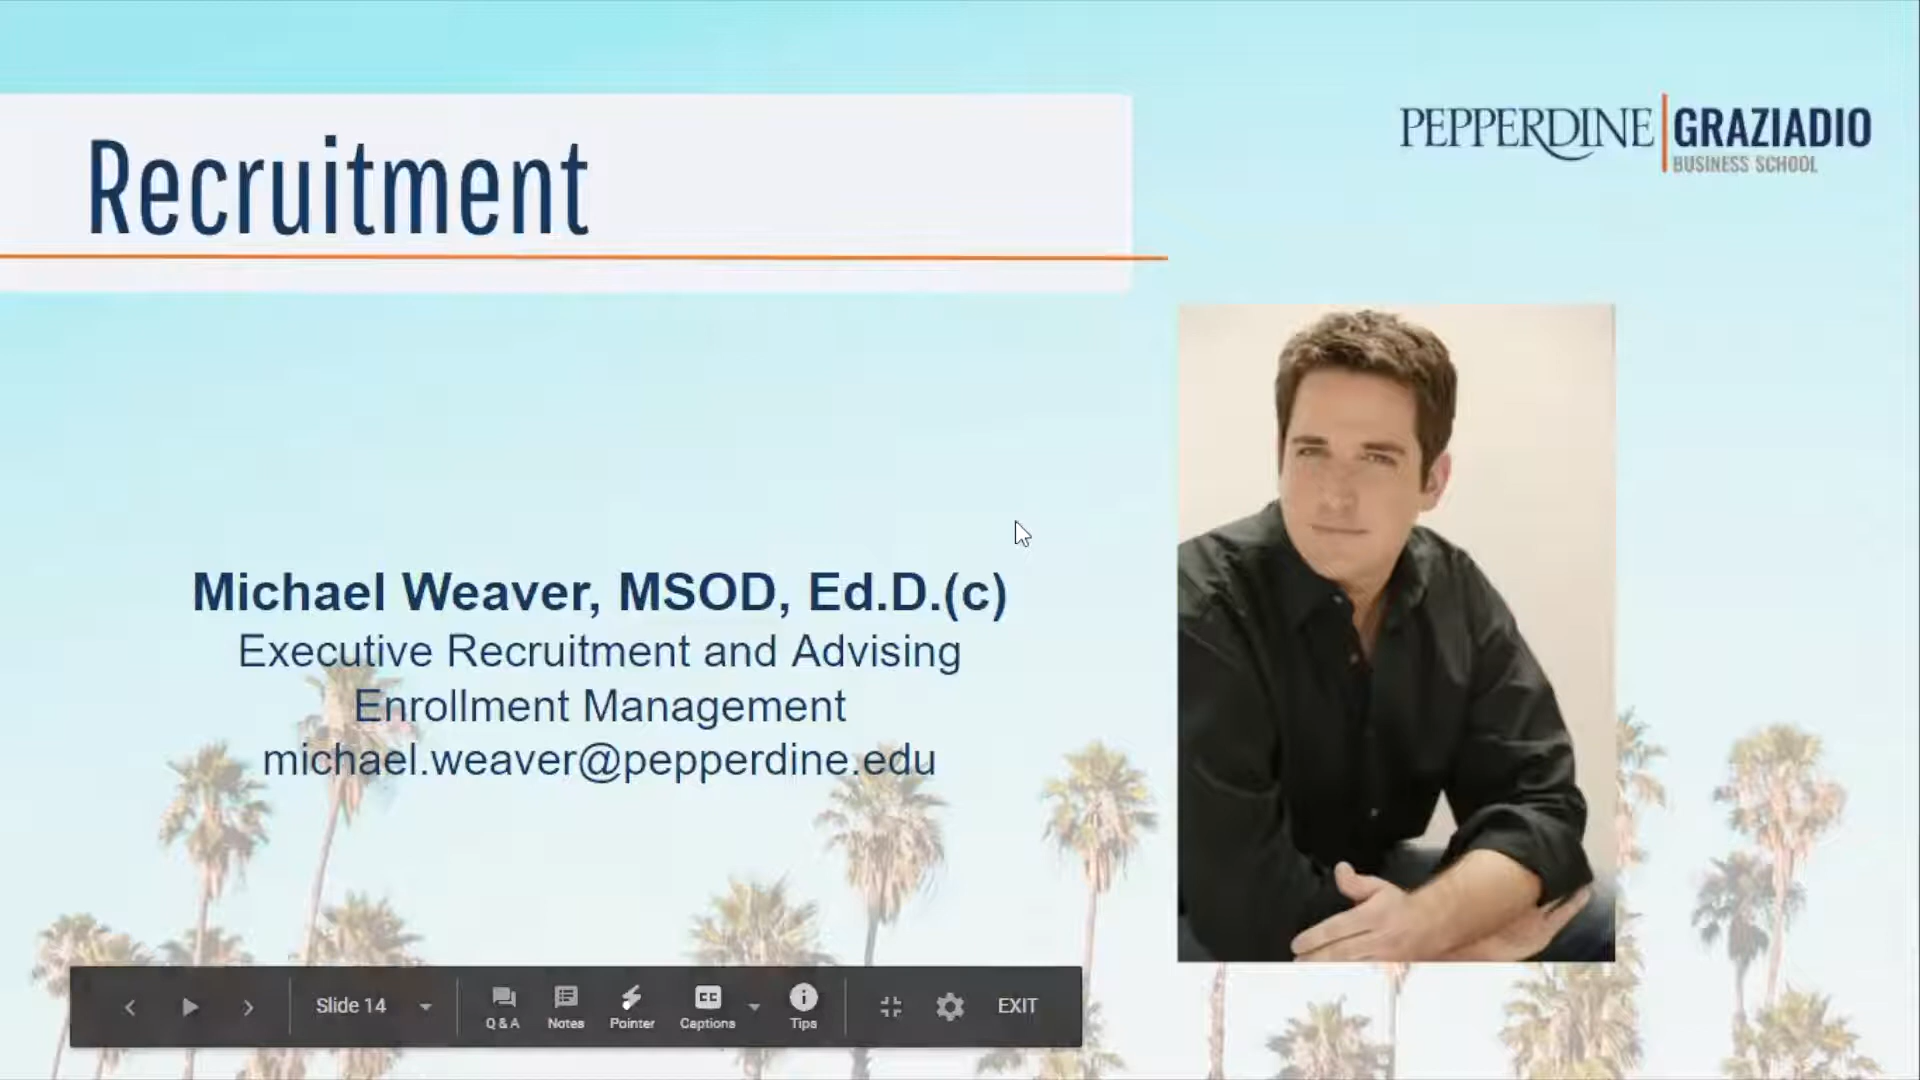 Recruitment
PEPPERDINE GRAZIADIO
BUSINESS SCHOOL
Michael Weaver, MSOD, Ed.D.(c)
Executive Recruitment and Advising
Enrollment Management
michael.weaver@pepperdine.edu
Slide 14
Q & A
Notes
Pointer
CC
Captions
Tips
EXIT